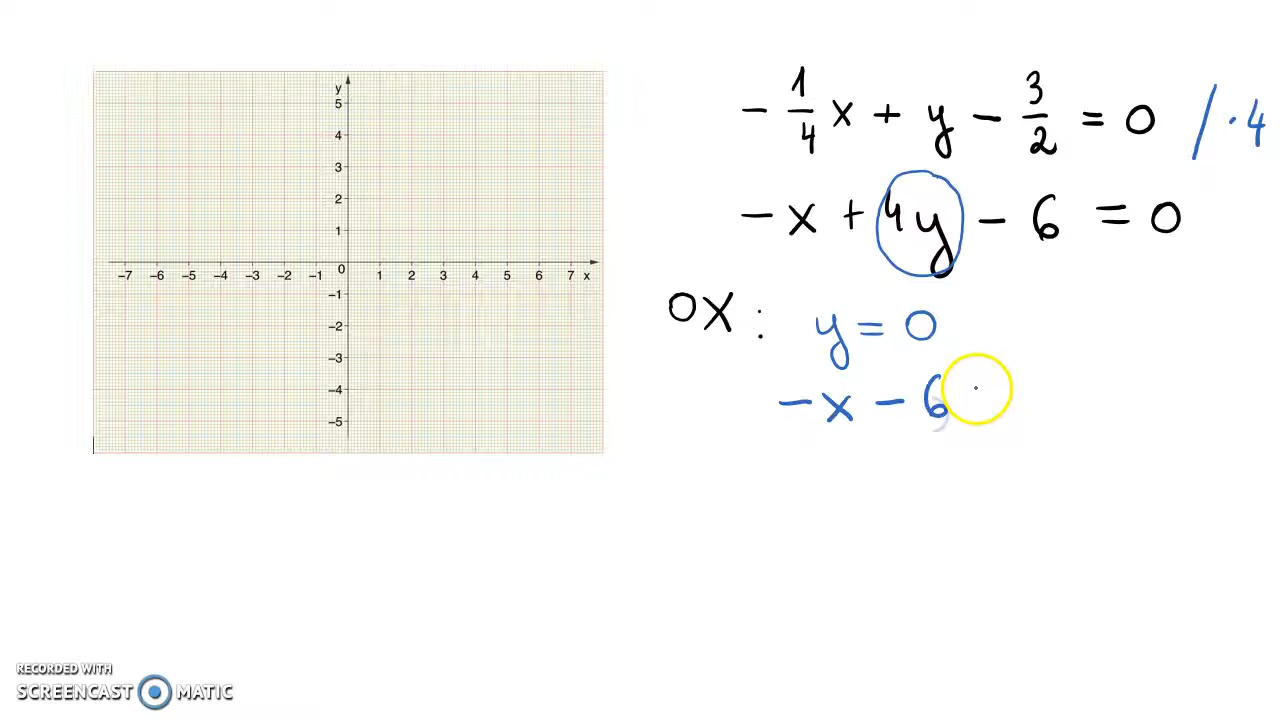 y
5
4
3
2
1
-7 -6 -5 -4 -3 -2 -1 0 1 2 3 4 5 6 7 x
-1
-2
-3
-4
-5
- 1/4 x + y - 3/2 = 0 / · 4
- x + 4y - 6 = 0
OX : y = 0
- x - 6
RECORDED WITH
SCREENCAST MATIC